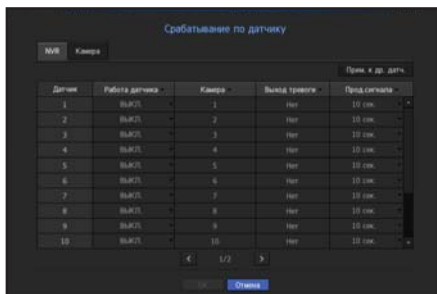 Срабатывание по датчику
NVR Камера
Прим. к др. датч.
Датчик Работа датчика Камера Выход тревоги Прод.сигнала
1 ВЫКЛ. 1 Нет 10 сек.
2 ВЫКЛ. 2 Нет 10 сек.
3 ВЫКЛ. 3 Нет 10 сек.
4 ВЫКЛ. 4 Нет 10 сек.
5 ВЫКЛ. 5 Нет 10 сек.
6 ВЫКЛ. 6 Нет 10 сек.
7 ВЫКЛ. 7 Нет 10 сек.
8 ВЫКЛ. 8 Нет 10 сек.
9 ВЫКЛ. 9 Нет 10 сек.
10 ВЫКЛ. 10 Нет 10 сек.
< 1/2 >
OK Отмена